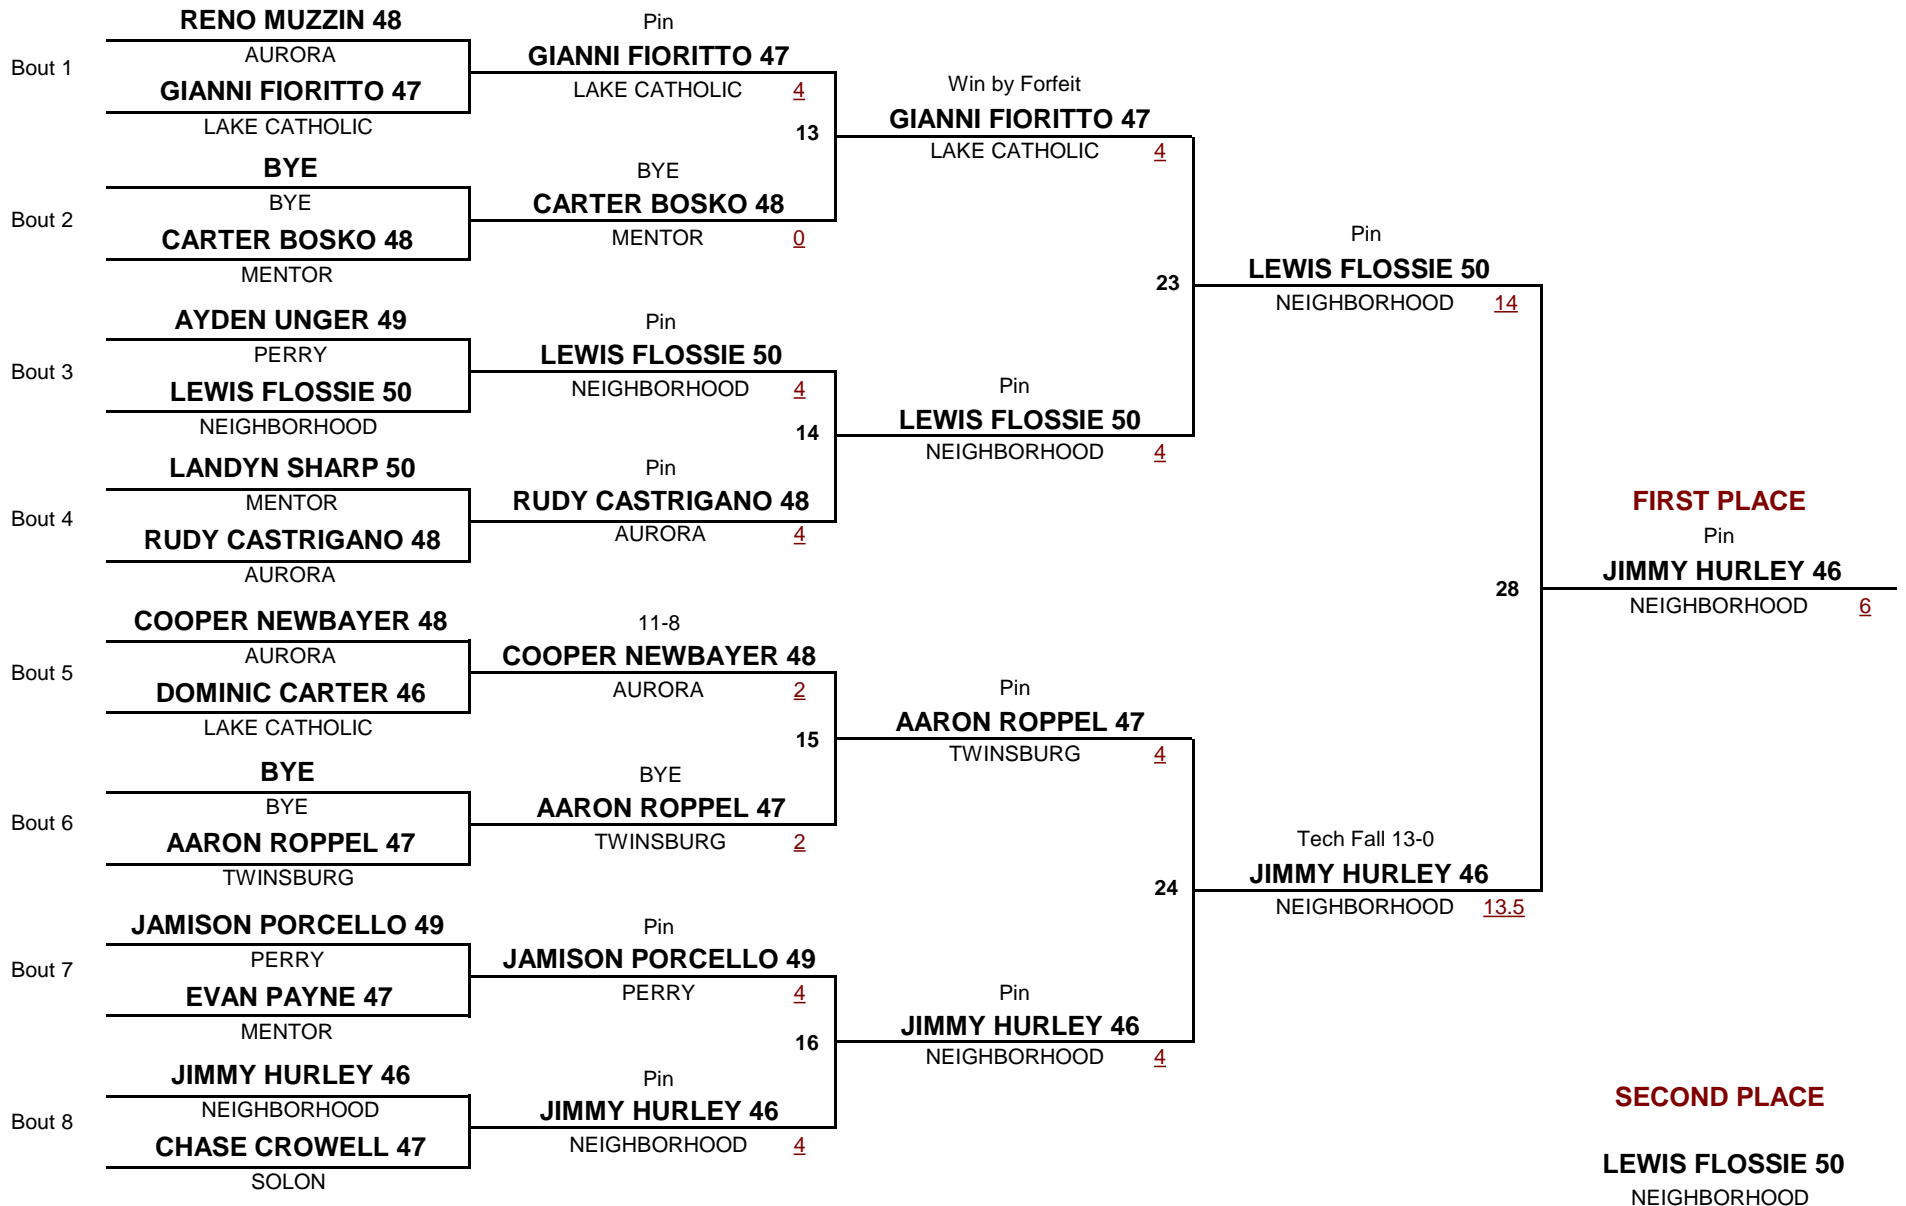 RENO MUZZIN 48
Bout 1
AURORA
GIANNI FIORITTO 47
LAKE CATHOLIC
BYE
Bout 2
BYE
CARTER BOSKO 48
MENTOR
AYDEN UNGER 49
Bout 3
PERRY
LEWIS FLOSSIE 50
NEIGHBORHOOD
LANDYN SHARP 50
Bout 4
MENTOR
RUDY CASTRIGANO 48
AURORA
COOPER NEWBAYER 48
Bout 5
AURORA
DOMINIC CARTER 46
LAKE CATHOLIC
BYE
Bout 6
BYE
AARON ROPPEL 47
TWINSBURG
JAMISON PORCELLO 49
Bout 7
PERRY
EVAN PAYNE 47
MENTOR
JIMMY HURLEY 46
Bout 8
NEIGHBORHOOD
CHASE CROWELL 47
SOLON
Pin
GIANNI FIORITTO 47
LAKE CATHOLIC 4
13
BYE
CARTER BOSKO 48
MENTOR 0
Pin
LEWIS FLOSSIE 50
NEIGHBORHOOD 4
14
Pin
RUDY CASTRIGANO 48
AURORA 4
11-8
COOPER NEWBAYER 48
AURORA 2
15
BYE
AARON ROPPEL 47
TWINSBURG 2
Pin
JAMISON PORCELLO 49
PERRY 4
16
Pin
JIMMY HURLEY 46
NEIGHBORHOOD 4
Win by Forfeit
GIANNI FIORITTO 47
LAKE CATHOLIC 4
23
Pin
LEWIS FLOSSIE 50
NEIGHBORHOOD 4
Pin
AARON ROPPEL 47
TWINSBURG 4
24
Pin
JIMMY HURLEY 46
NEIGHBORHOOD 4
Pin
LEWIS FLOSSIE 50
NEIGHBORHOOD 14
28
Tech Fall 13-0
JIMMY HURLEY 46
NEIGHBORHOOD 13.5
FIRST PLACE
Pin
JIMMY HURLEY 46
NEIGHBORHOOD 6
SECOND PLACE
LEWIS FLOSSIE 50
NEIGHBORHOOD